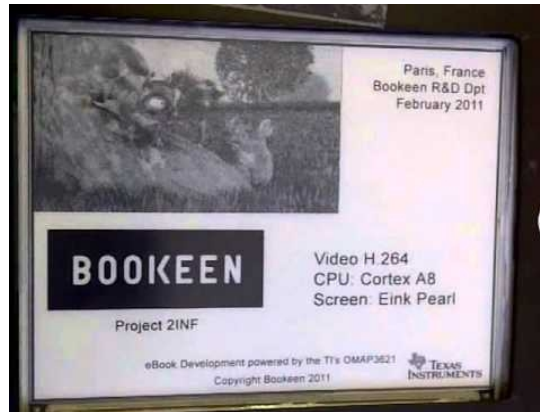 Paris, France
Bookeen R&D Dpt
February 2011
BOOKEEN
Project 2INF
Video H.264
CPU: Cortex A8
Screen: Eink Pearl
eBook Development powered by the TI's OMAP3621
Copyright Bookeen 2011
TEXAS
INSTRUMENTS